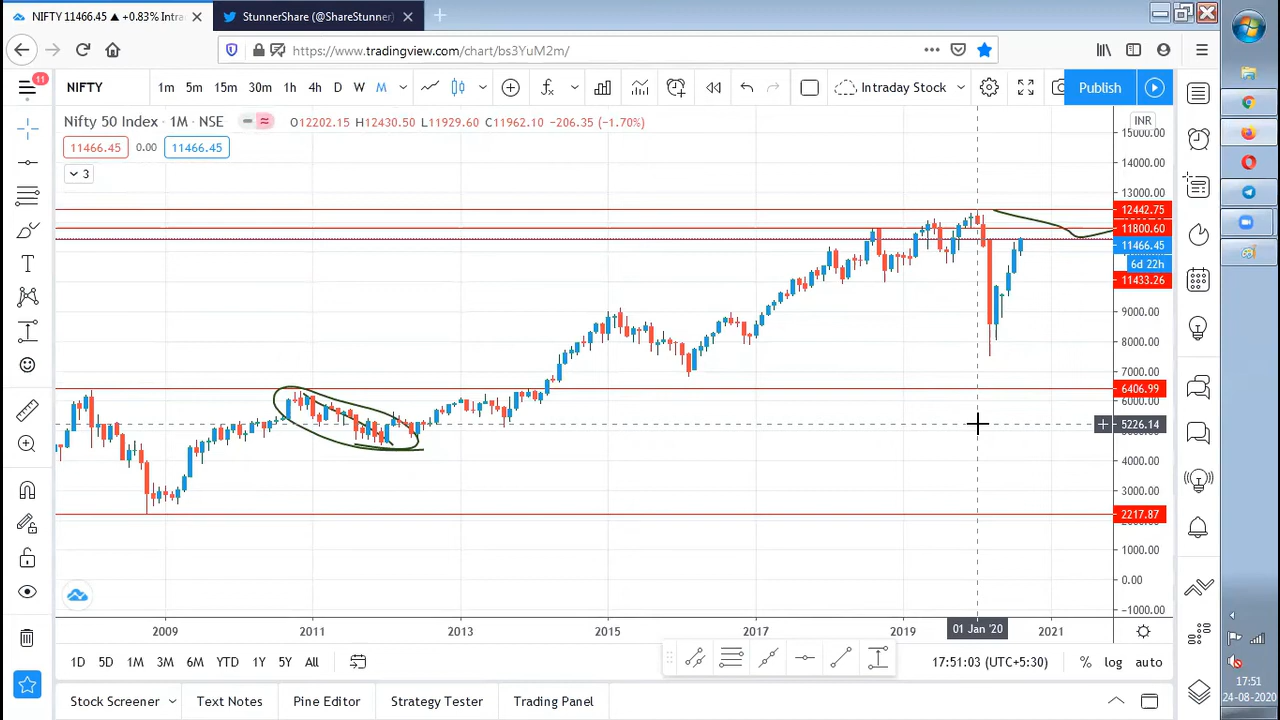 NIFTY 11466.45 ▲ +0.83% Intra
StunnerShare (@ShareStunner)
https://www.tradingview.com/chart/bs3YuM2m/
11
NIFTY
1m 5m 15m 30m 1h 4h D W M
Intraday Stock
Publish
Nifty 50 Index · 1M · NSE
O12202.15 H12430.50 L11929.60 C11962.10 −206.35 (−1.70%)
INR
11466.45 0.00 11466.45
3
15000.00
14000.00
13000.00
12442.75
11800.60
11466.45
6d 22h
11433.26
9000.00
8000.00
7000.00
6406.99
6000.00
5226.14
4000.00
3000.00
2217.87
1000.00
0.00
−1000.00
2009 2011 2013 2015 2017 2019 01 Jan '20 2021
1D 5D 1M 3M 6M YTD 1Y 5Y All
17:51:03 (UTC+5:30) % log auto
Stock Screener Text Notes Pine Editor Strategy Tester Trading Panel
17:51
24-08-2020